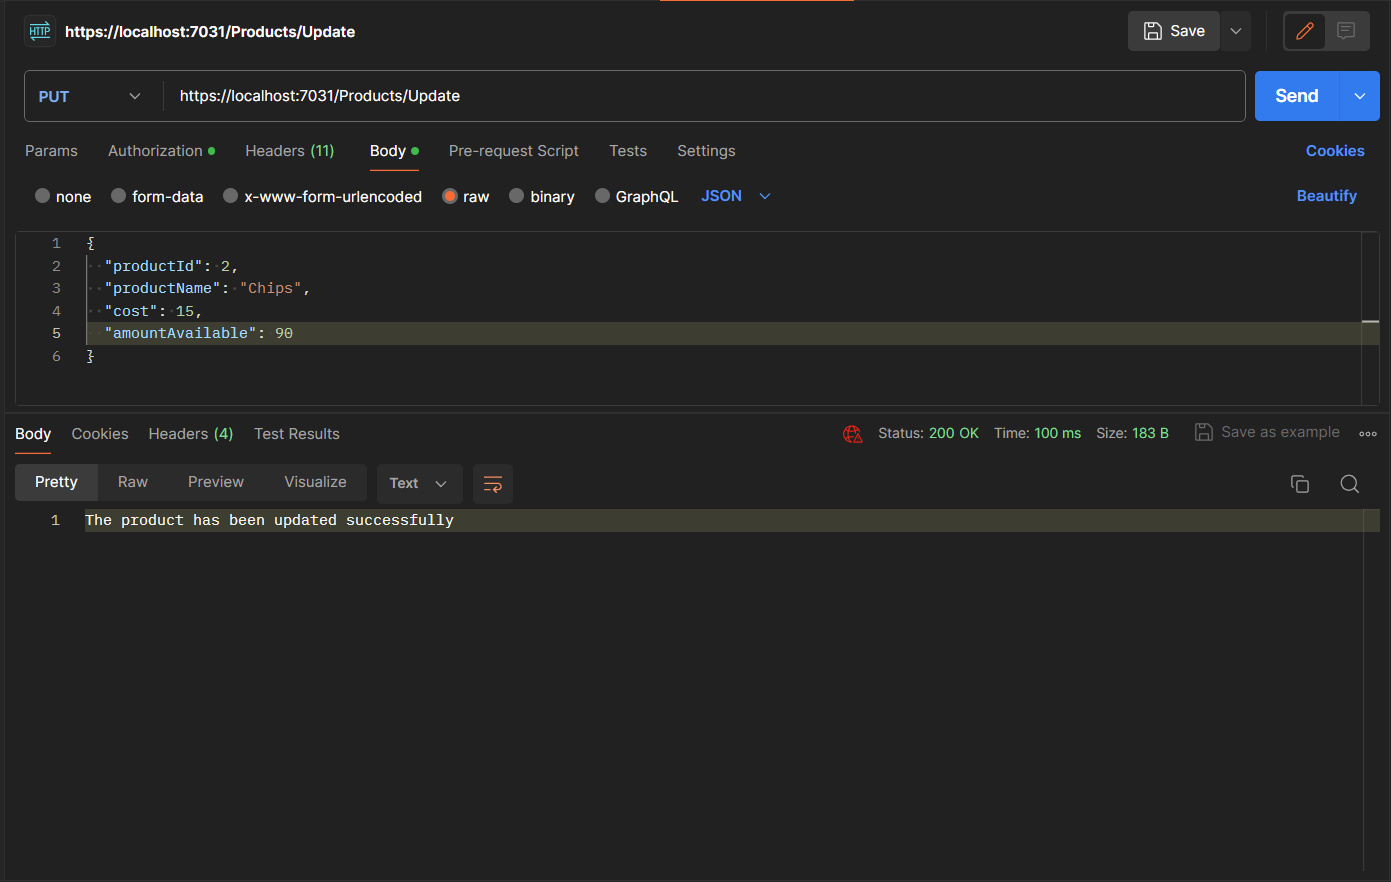 HTTP https://localhost:7031/Products/Update Save
PUT https://localhost:7031/Products/Update Send
Params Authorization Headers (11) Body Pre-request Script Tests Settings Cookies
none form-data x-www-form-urlencoded raw binary GraphQL JSON Beautify
1 {
2 "productId": 2,
3 "productName": "Chips",
4 "cost": 15,
5 "amountAvailable": 90
6 }
Body Cookies Headers (4) Test Results Status: 200 OK Time: 100 ms Size: 183 B Save as example
Pretty Raw Preview Visualize Text
1 The product has been updated successfully